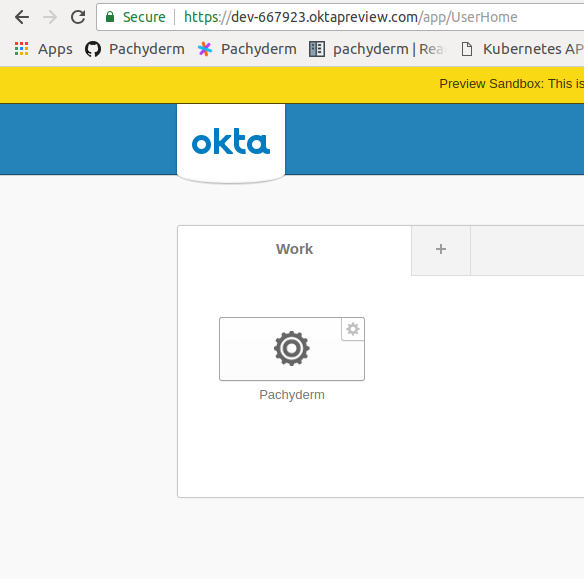 Secure https://dev-667923.oktapreview.com/app/UserHome
Apps Pachyderm Pachyderm pachyderm | Rea Kubernetes AP
Preview Sandbox: This is
okta
Work +
Pachyderm